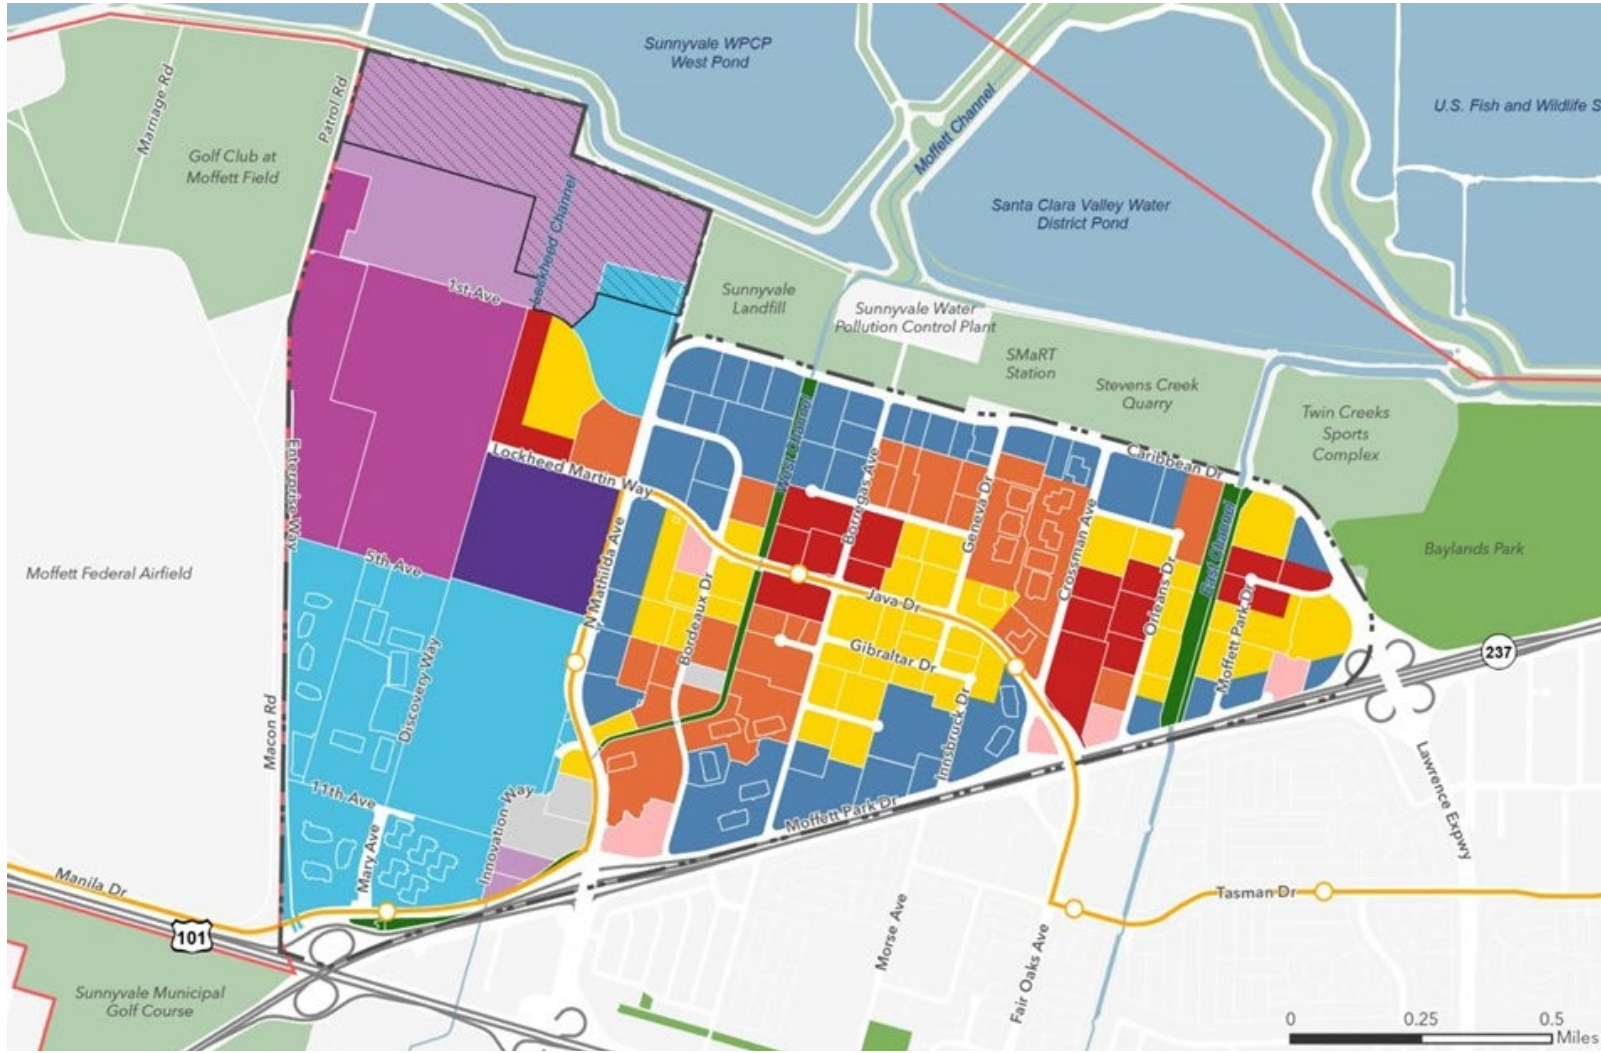 Sunnyvale WPCP
West Pond
Marriage Rd
Patrol Rd
Golf Club at
Moffett Field
Moffett Channel
U.S. Fish and Wildlife S
Santa Clara Valley Water
District Pond
Lockheed Channel
1st Ave
Sunnyvale
Landfill
Sunnyvale Water
Pollution Control Plant
SMaRT
Station
Stevens Creek
Quarry
Twin Creeks
Sports
Complex
Caribbean Dr
West Channel
Borregas Ave
Geneva Dr
Crossman Ave
Lockheed Martin Way
Enterprise Way
East Channel
Baylands Park
Moffett Federal Airfield
5th Ave
N Mathilda Ave
Bordeaux Dr
Java Dr
Orleans Dr
Moffett Park Dr
Gibraltar Dr
237
Discovery Way
Macon Rd
Innsbruck Dr
11th Ave
Mary Ave
Innovation Way
Moffett Park Dr
Lawrence Expwy
Manila Dr
101
Tasman Dr
Morse Ave
Fair Oaks Ave
Sunnyvale Municipal
Golf Course
0 0.25 0.5
Miles